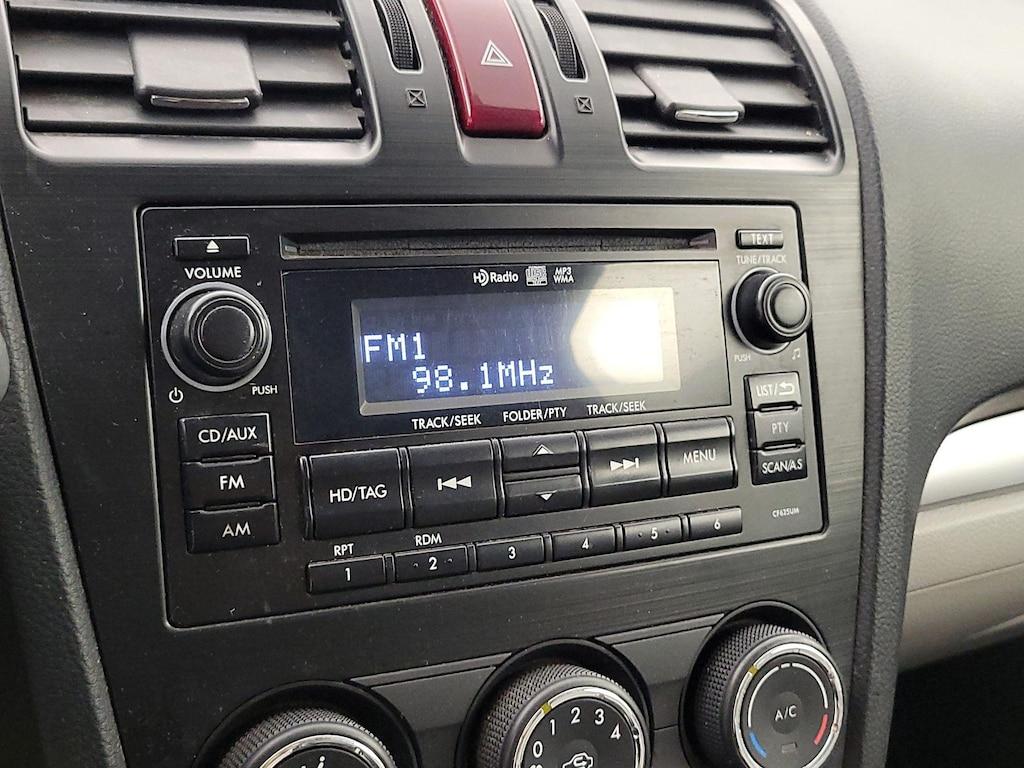 VOLUME
PUSH
HD Radio
MP3
WMA
TEXT
TUNE/TRACK
PUSH
FM1
98.1MHz
TRACK/SEEK FOLDER/PTY TRACK/SEEK
CD/AUX
FM
AM
HD/TAG
MENU
LIST/
PTY
SCAN/A.S
CF625UM
RPT RDM
1 2 3 4 5 6
0 1 2 3 4
A/C